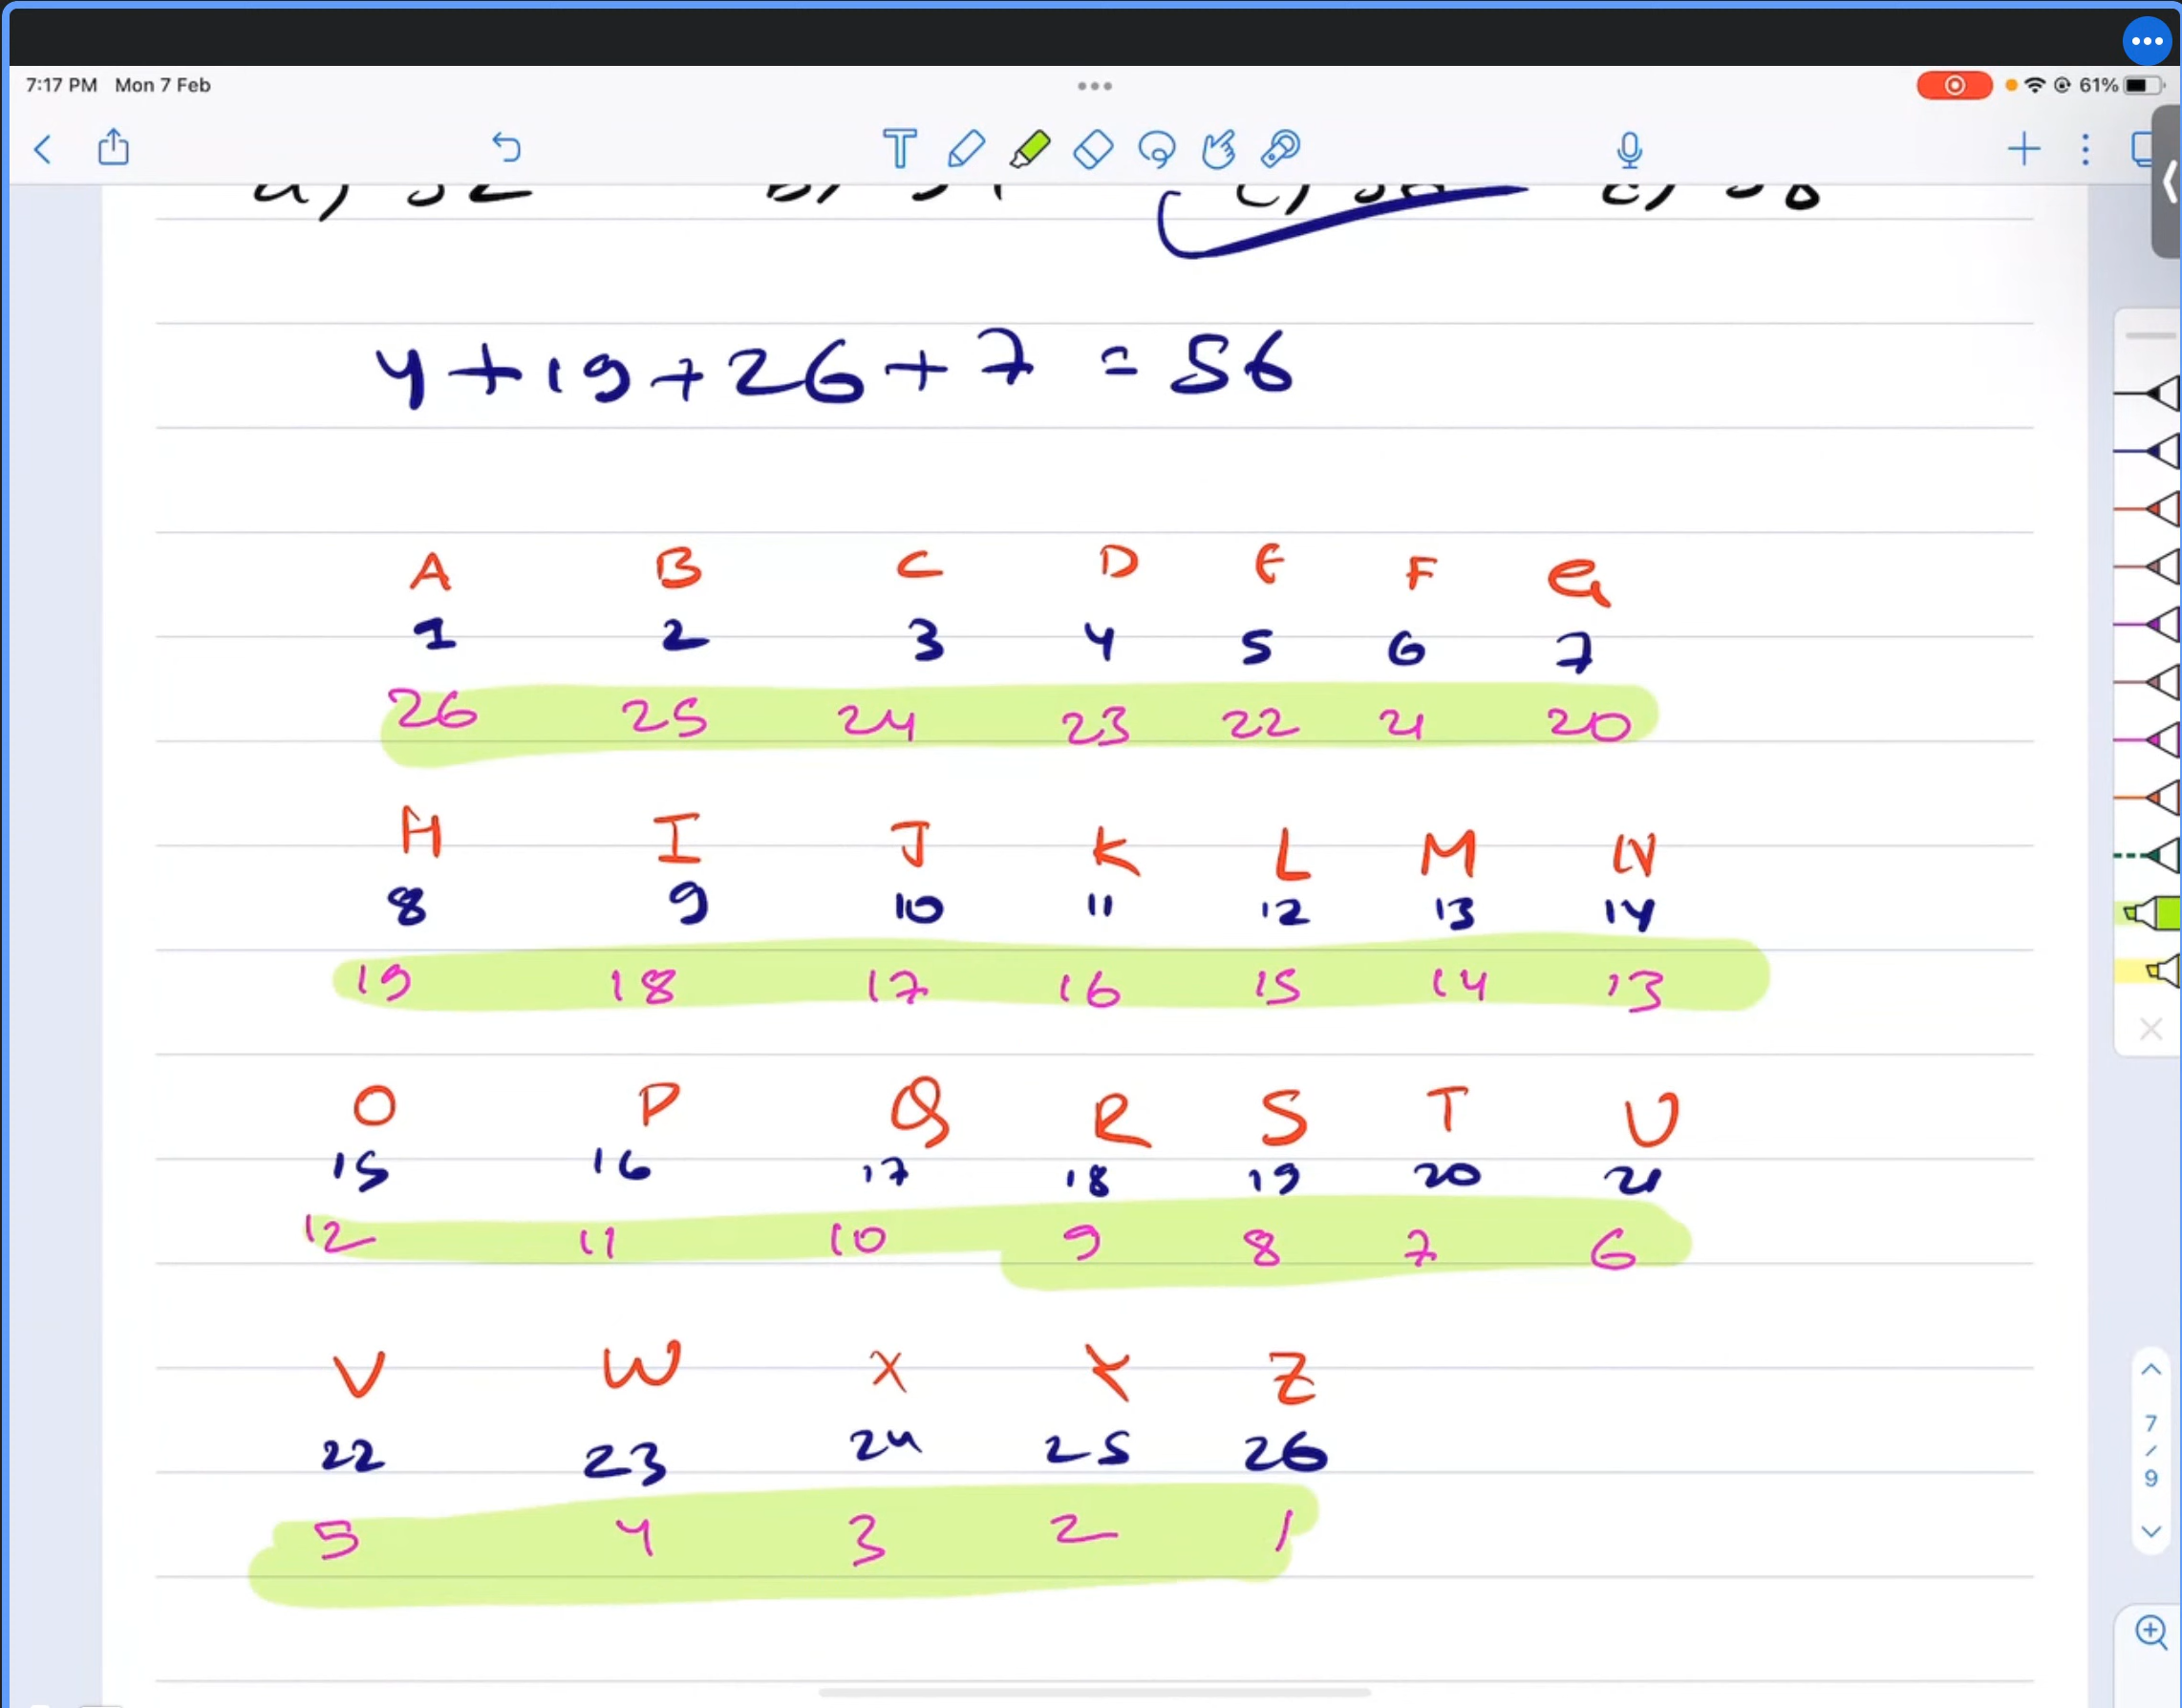 7:17 PM Mon 7 Feb 61%
4+19+26+7 = 56
A B C D E F G
1 2 3 4 5 6 7
26 25 24 23 22 21 20
H I J K L M N
8 9 10 11 12 13 14
19 18 17 16 15 14 13
O P Q R S T U
15 16 17 18 19 20 21
12 11 10 9 8 7 6
V W X Y Z
22 23 24 25 26
5 4 3 2 1
7
/
9